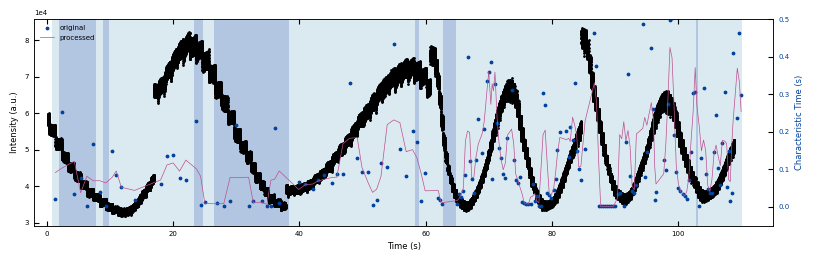 1e4
original
processed
8
7
6
5
4
3
Intensity (a.u.)
0.5
0.4
0.3
0.2
0.1
0.0
Characteristic Time (s)
0 20 40 60 80 100
Time (s)